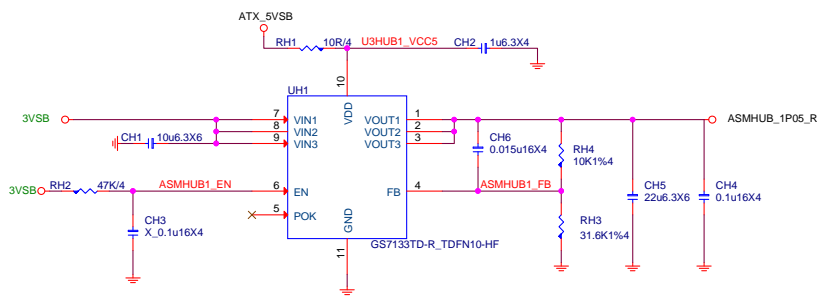 ATX_5VSB
RH1
10R/4
U3HUB1_VCC5
CH2
1u6.3X4
UH1
10
VDD
3VSB
7
VIN1
VOUT1
1
ASMHUB_1P05_R
8
VIN2
VOUT2
2
9
VIN3
VOUT3
3
CH1
10u6.3X6
CH6
0.015u16X4
RH4
10K1%4
3VSB
RH2
47K/4
ASMHUB1_EN
6
EN
FB
4
ASMHUB1_FB
CH5
22u6.3X6
CH4
0.1u16X4
5
POK
GND
CH3
X_0.1u16X4
RH3
31.6K1%4
11
GS7133TD-R_TDFN10-HF